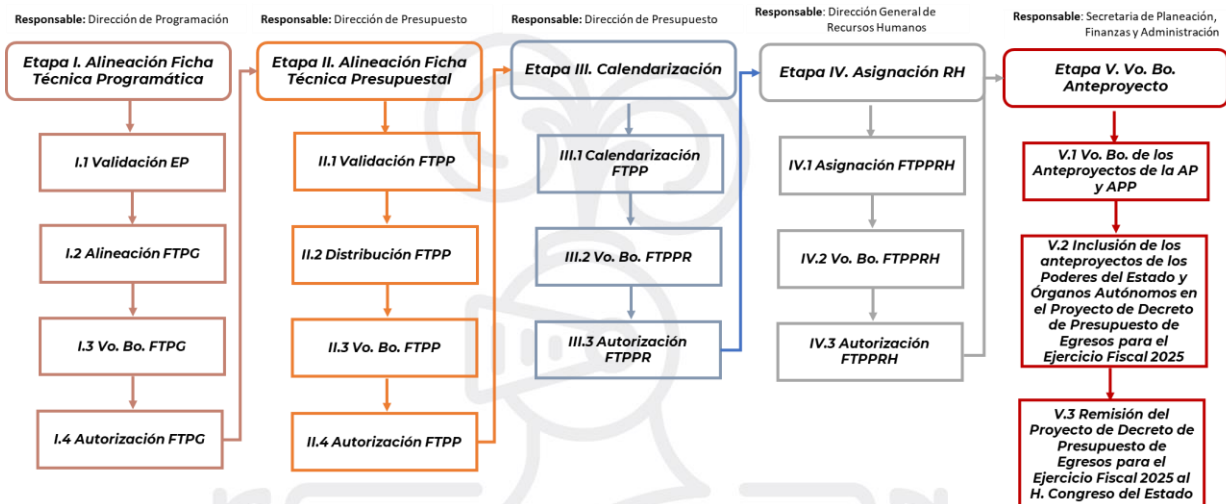 Responsable: Dirección de Programación
Etapa I. Alineación Ficha
Técnica Programática
I.1 Validación EP
I.2 Alineación FTPG
I.3 Vo. Bo. FTPG
I.4 Autorización FTPG
Responsable: Dirección de Presupuesto
Etapa II. Alineación Ficha
Técnica Presupuestal
II.1 Validación FTPP
II.2 Distribución FTPP
II.3 Vo. Bo. FTPP
II.4 Autorización FTPP
Responsable: Dirección de Presupuesto
Etapa III. Calendarización
III.1 Calendarización
FTPP
III.2 Vo. Bo. FTPPR
III.3 Autorización
FTPPR
Responsable: Dirección General de
Recursos Humanos
Etapa IV. Asignación RH
IV.1 Asignación FTPPRH
IV.2 Vo. Bo. FTPPRH
IV.3 Autorización
FTPPRH
Responsable: Secretaria de Planeación,
Finanzas y Administración
Etapa V. Vo. Bo.
Anteproyecto
V.1 Vo. Bo. de los
Anteproyectos de la AP
y APP
V.2 Inclusión de los
anteproyectos de los
Poderes del Estado y
Órganos Autónomos en
el Proyecto de Decreto
de Presupuesto de
Egresos para el
Ejercicio Fiscal 2025
V.3 Remisión del
Proyecto de Decreto de
Presupuesto de
Egresos para el
Ejercicio Fiscal 2025 al
H. Congreso del Estado